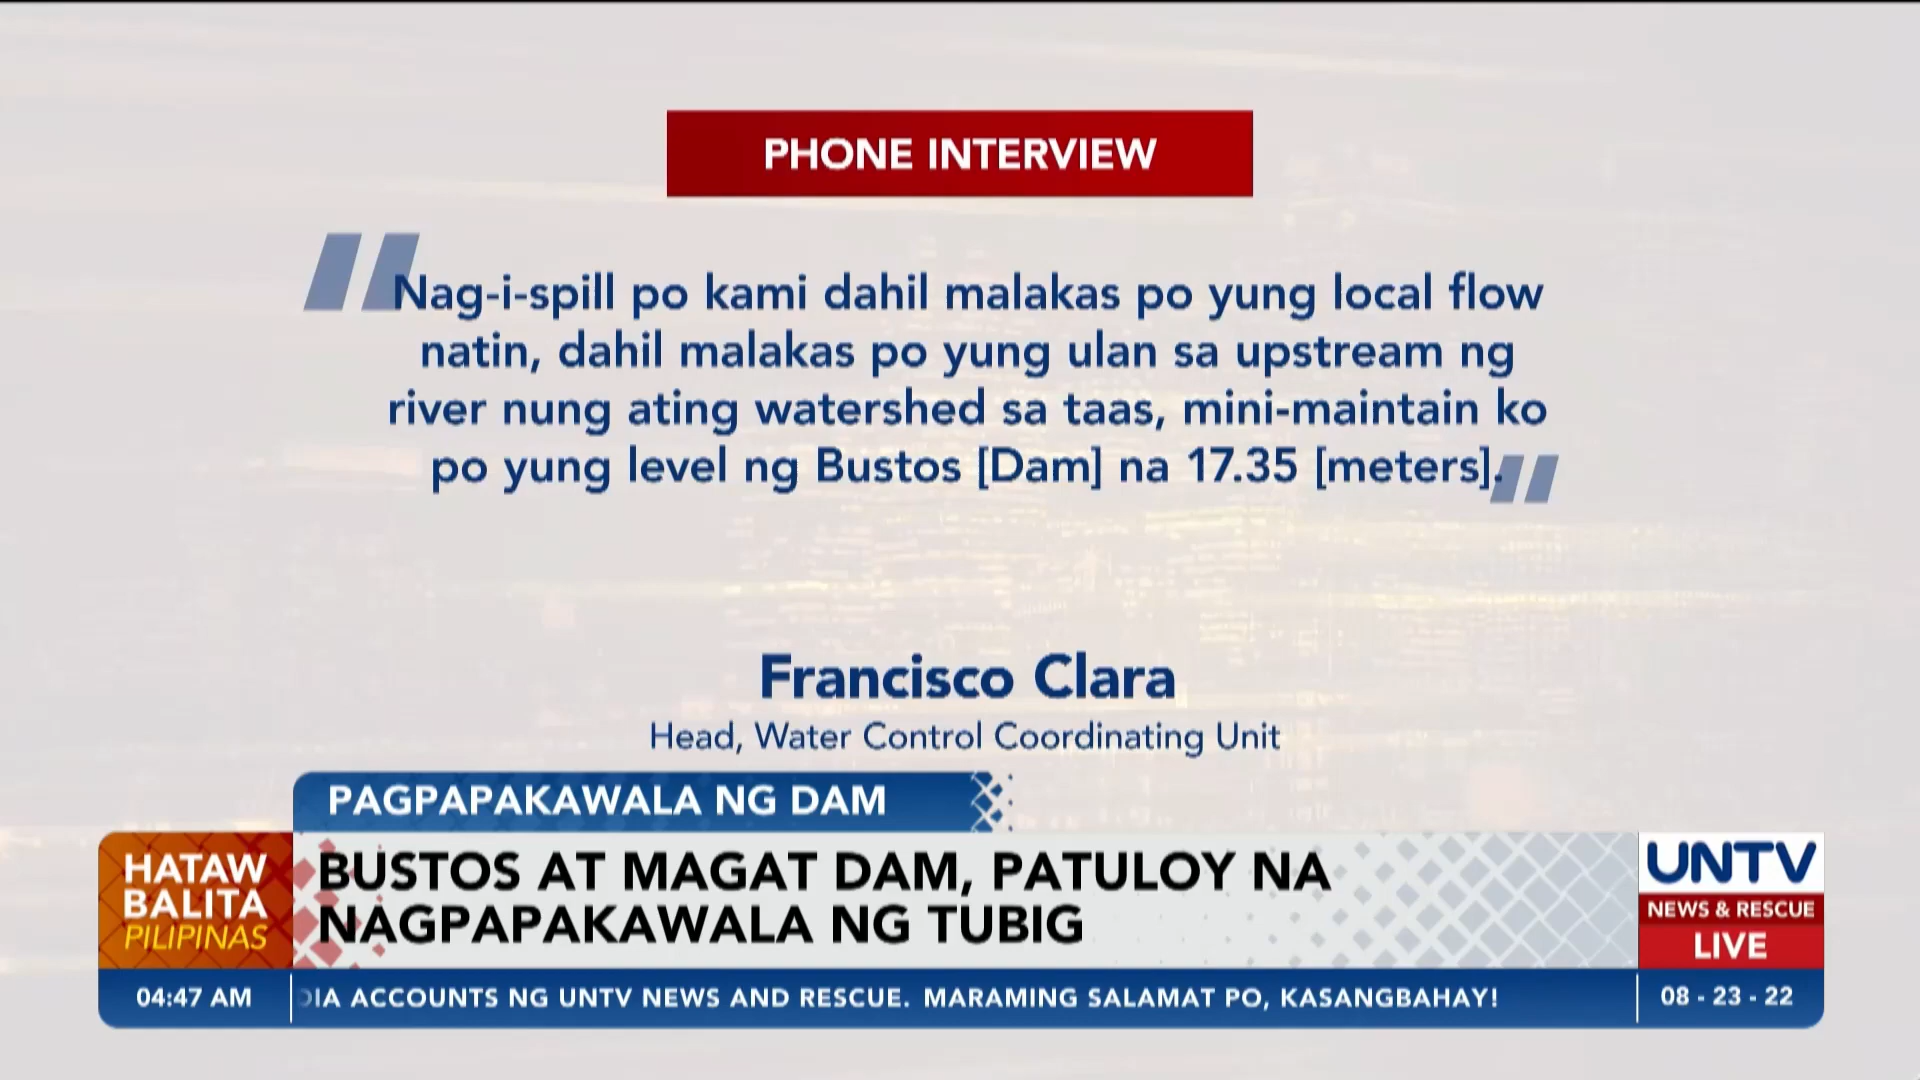 PHONE INTERVIEW
Nag-i-spill po kami dahil malakas po yung local flow
natin, dahil malakas po yung ulan sa upstream ng
river nung ating watershed sa taas, mini-maintain ko
po yung level ng Bustos [Dam] na 17.35 [meters].
Francisco Clara
Head, Water Control Coordinating Unit
PAGPAPAKAWALA NG DAM
HATAW
BALITA
PILIPINAS
BUSTOS AT MAGAT DAM, PATULOY NA
NAGPAPAKAWALA NG TUBIG
UNTV
NEWS & RESCUE
LIVE
04:47 AM
ACCOUNTS NG UNTV NEWS AND RESCUE. MARAMING SALAMAT PO, KASANGBAHAY!
08 - 23 - 22